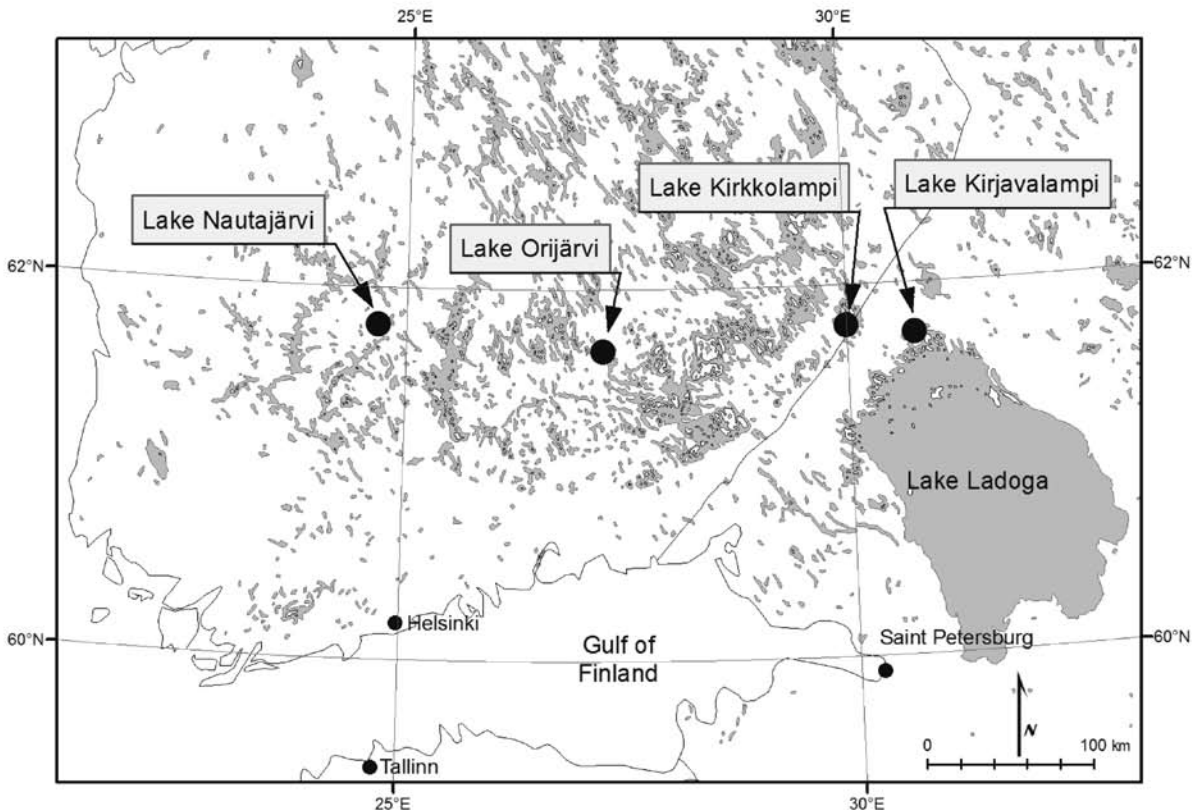 25°E
30°E
Lake Kirkkolampi
Lake Kirjavalampi
Lake Nautajärvi
Lake Orijärvi
62°N
62°N
Lake Ladoga
Helsinki
60°N
60°N
Gulf of
Finland
Saint Petersburg
N
0
100 km
Tallinn
25°E
30°E